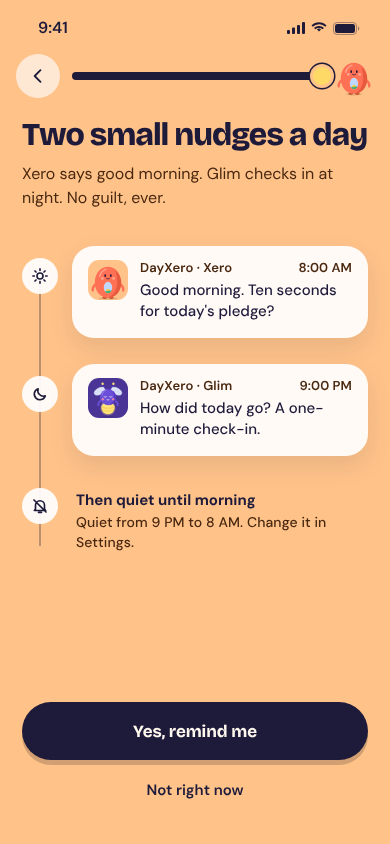 9:41
Two small nudges a day
Xero says good morning. Glim checks in at
night. No guilt, ever.
DayXero · Xero 8:00 AM
Good morning. Ten seconds
for today's pledge?
DayXero · Glim 9:00 PM
How did today go? A one-
minute check-in.
Then quiet until morning
Quiet from 9 PM to 8 AM. Change it in
Settings.
Yes, remind me
Not right now